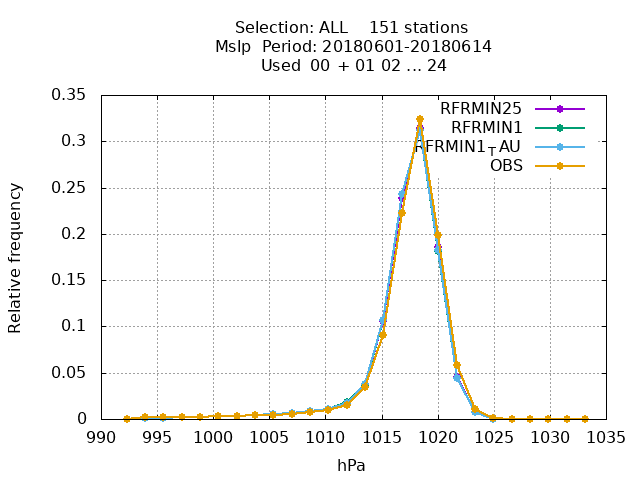 Selection: ALL    151 stations
Mslp  Period: 20180601-20180614
Used  00 + 01 02 ... 24
0.35
0.3
0.25
0.2
0.15
0.1
0.05
0
Relative frequency
RFRMIN25
RFRMIN1
RFRMIN1TAU
OBS
990 995 1000 1005 1010 1015 1020 1025 1030 1035
hPa